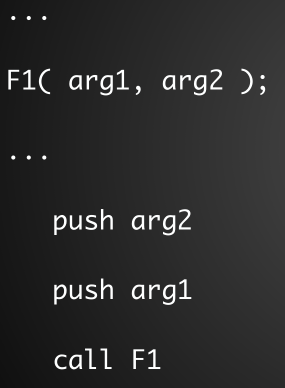 ...
F1( arg1, arg2 );
...
push arg2
push arg1
call F1